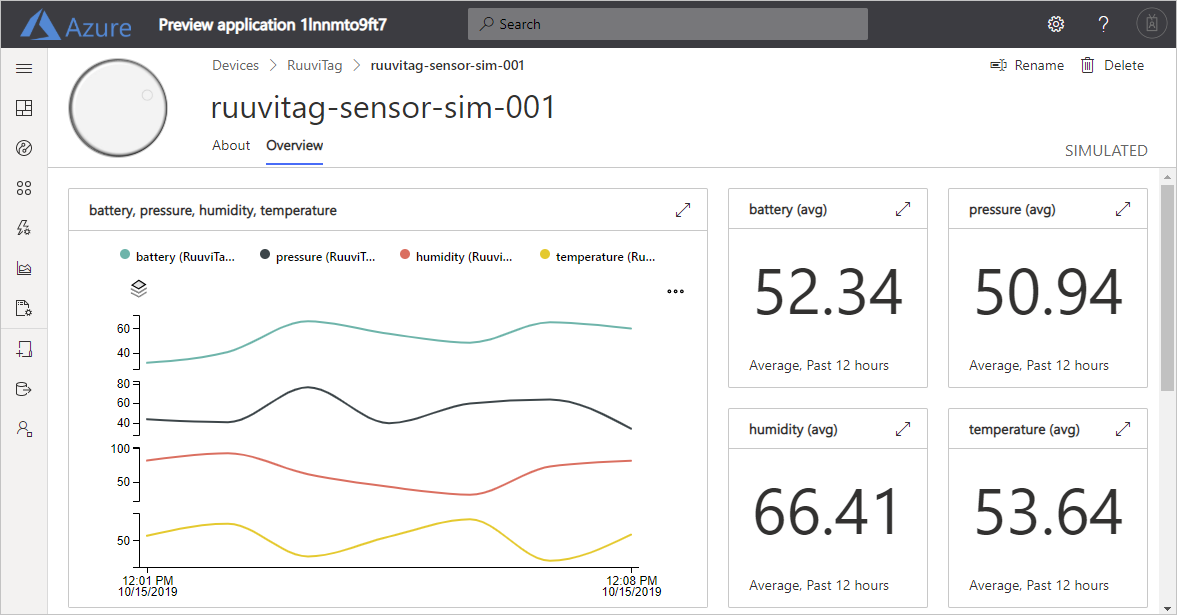 Azure
Preview application 1lnnmto9ft7
Search
?
Devices > RuuviTag > ruuvitag-sensor-sim-001
Rename
Delete
ruuvitag-sensor-sim-001
About
Overview
SIMULATED
battery, pressure, humidity, temperature
battery (RuuviTa...
pressure (RuuviT...
humidity (Ruuvi...
temperature (Ru...
60
40
80
60
40
100
50
50
12:01 PM
10/15/2019
12:08 PM
10/15/2019
battery (avg)
52.34
Average, Past 12 hours
pressure (avg)
50.94
Average, Past 12 hours
humidity (avg)
66.41
Average, Past 12 hours
temperature (avg)
53.64
Average, Past 12 hours